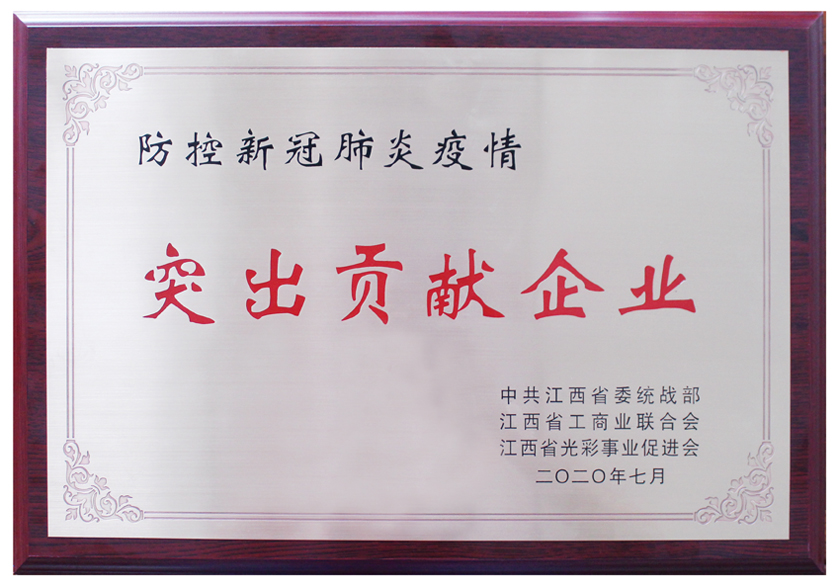 防控新冠肺炎疫情
突出贡献企业
中共江西省委统战部
江西省工商业联合会
江西省光彩事业促进会
二〇二〇年七月